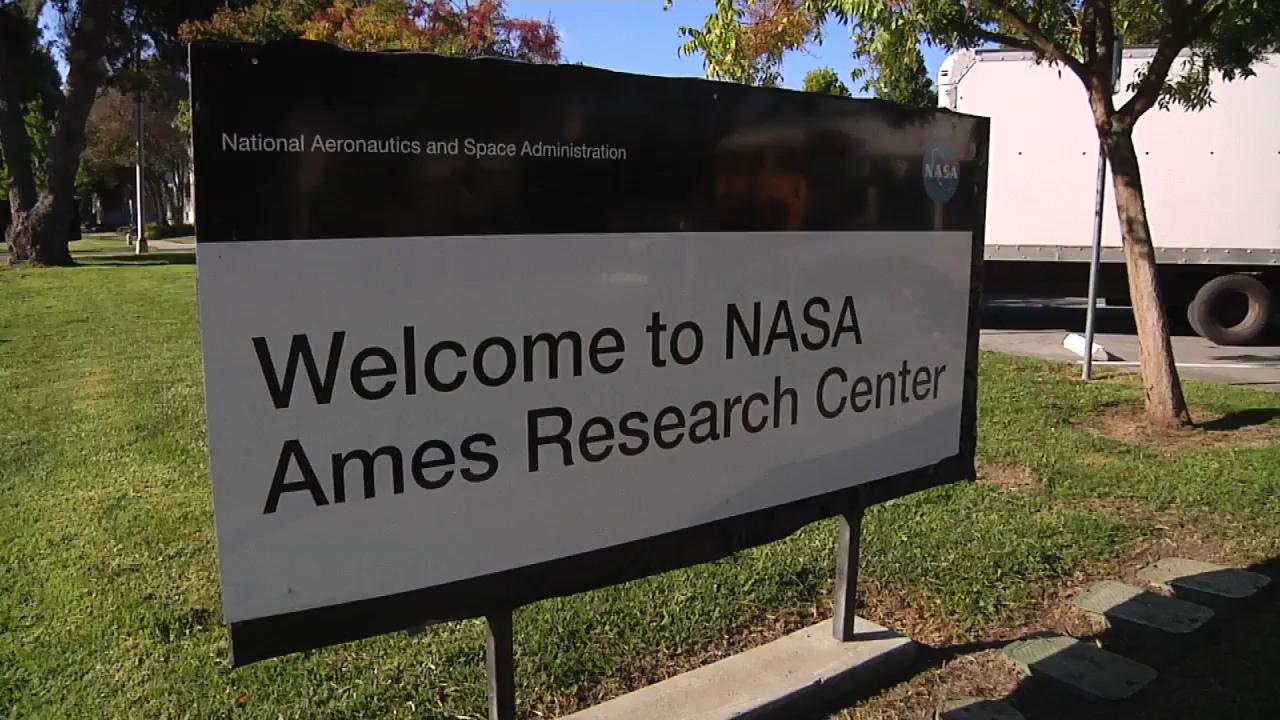 National Aeronautics and Space Administration
NASA
Welcome to NASA
Ames Research Center